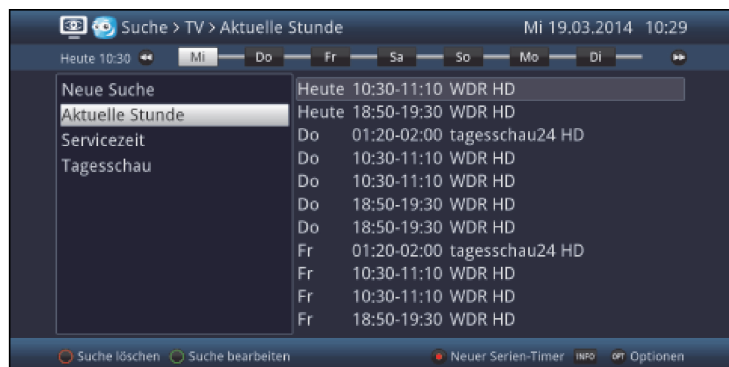 Suche > TV > Aktuelle Stunde Mi 19.03.2014 10:29
Heute 10:30 Mi Do Fr Sa So Mo Di
Neue Suche
Aktuelle Stunde
Servicezeit
Tagesschau
Heute 10:30-11:10 WDR HD
Heute 18:50-19:30 WDR HD
Do 01:20-02:00 tagesschau24 HD
Do 10:30-11:10 WDR HD
Do 10:30-11:10 WDR HD
Do 18:50-19:30 WDR HD
Do 18:50-19:30 WDR HD
Fr 01:20-02:00 tagesschau24 HD
Fr 10:30-11:10 WDR HD
Fr 10:30-11:10 WDR HD
Fr 18:50-19:30 WDR HD
Suche löschen Suche bearbeiten Neuer Serien-Timer INFO OPT Optionen